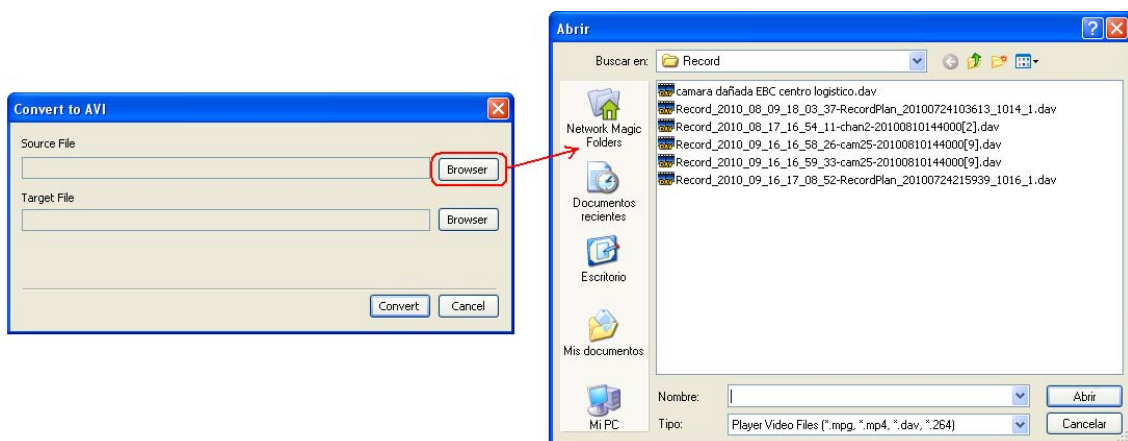 Convert to AVI
Source File
Browser
Target File
Browser
Convert
Cancel
Abrir
Buscar en:
Record
Network Magic
Folders
Documentos
recientes
Escritorio
Mis documentos
Mi PC
camara dañada EBC centro logistico.dav
Record_2010_08_09_18_03_37-RecordPlan_20100724103613_1014_1.dav
Record_2010_08_17_16_54_11-chan2-20100810144000[2].dav
Record_2010_09_16_16_58_26-cam25-20100810144000[9].dav
Record_2010_09_16_16_59_33-cam25-20100810144000[9].dav
Record_2010_09_16_17_08_52-RecordPlan_20100724215939_1016_1.dav
Nombre:
Abrir
Tipo:
Player Video Files (*.mpg, *.mp4, *.dav, *.264)
Cancelar